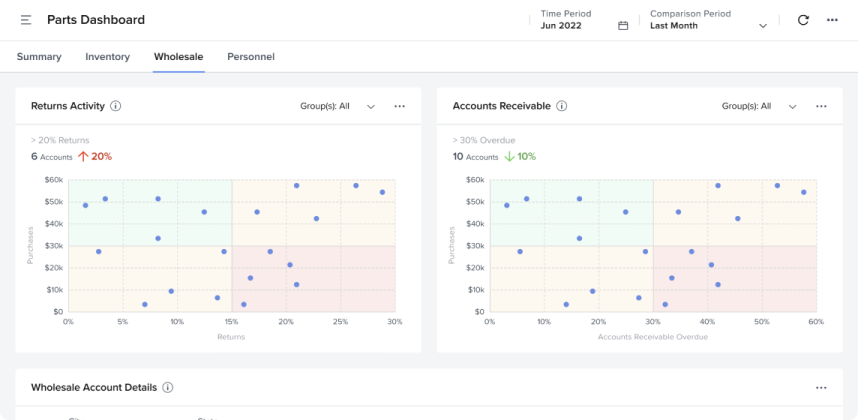 Parts Dashboard
Time Period
Jun 2022
Comparison Period
Last Month
Summary
Inventory
Wholesale
Personnel
Returns Activity
Group(s): All
> 20% Returns
6 Accounts 20%
Purchases
$60k
$50k
$40k
$30k
$20k
$10k
$0
0% 5% 10% 15% 20% 25% 30%
Returns
Accounts Receivable
Group(s): All
> 30% Overdue
10 Accounts 10%
Purchases
$60k
$50k
$40k
$30k
$20k
$10k
$0
0% 10% 20% 30% 40% 50% 60%
Accounts Receivable Overdue
Wholesale Account Details